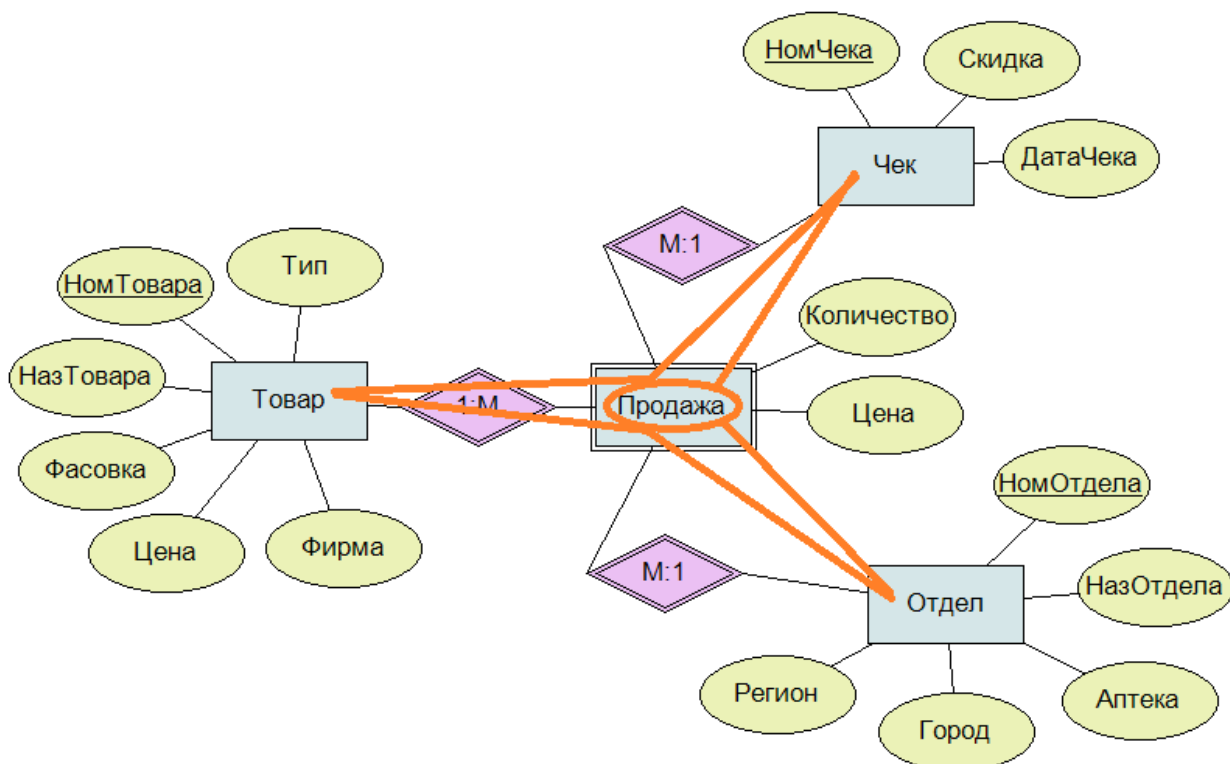 НомЧека
Скидка
Чек
ДатаЧека
М:1
НомТовара
Тип
Количество
НазТовара
Товар
1:М
Продажа
Цена
Фасовка
НомОтдела
Цена
Фирма
М:1
Отдел
НазОтдела
Регион
Город
Аптека